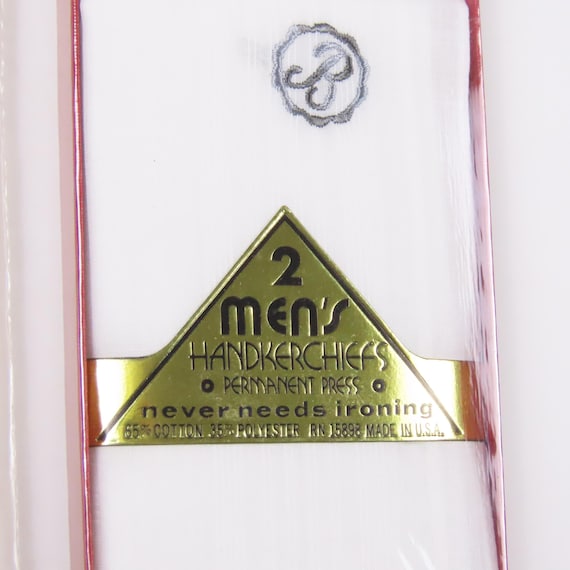 P
2
men's
HANDKERCHIEFS
PERMANENT PRESS
never needs ironing
65% COTTON 35% POLYESTER RN 15898 MADE IN U.S.A.